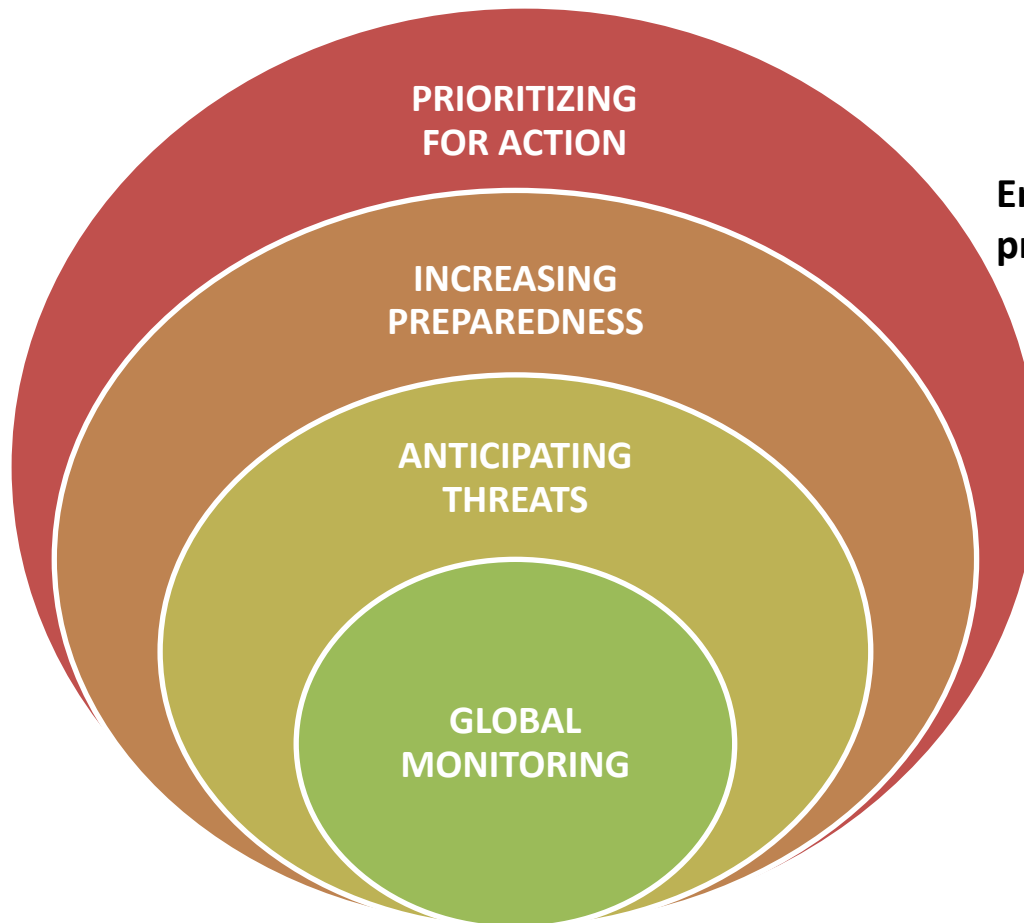 PRIORITIZING
FOR ACTION
INCREASING
PREPAREDNESS
ANTICIPATING
THREATS
GLOBAL
MONITORING